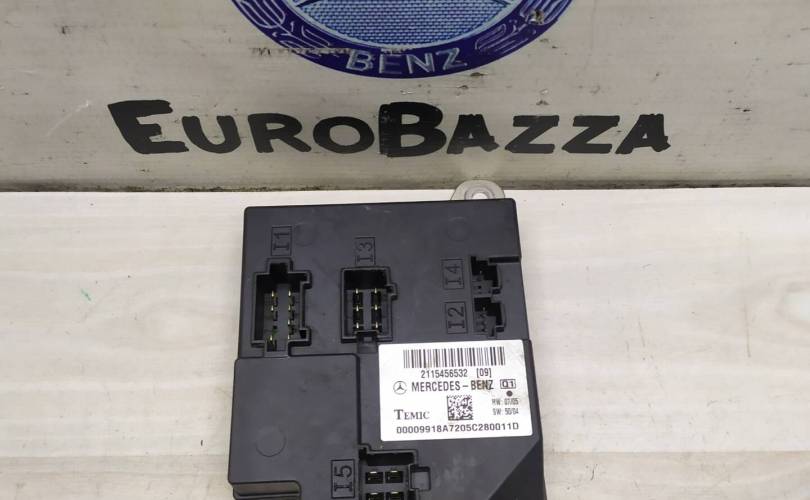 BENZ
EUROBAZZA
I1
I3
I4
I2
2115456532 [09]
MERCEDES-BENZ Q1
HW: 07/05
TEMIC SW: 50/04
00009918A7205C280011D
I5